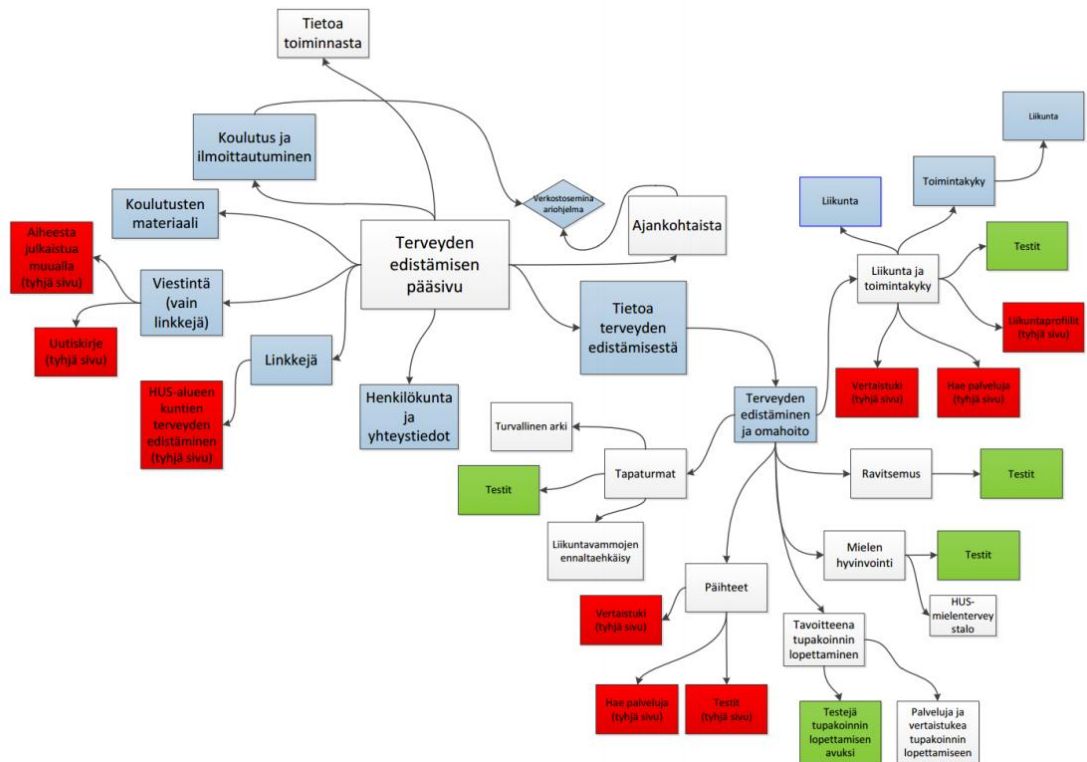 Tietoa
toiminnasta
Koulutus ja
ilmoittautuminen
Koulutusten
materiaali
Aiheesta
julkaistua
muualla
(tyhjä sivu)
Viestintä
(vain
linkkejä)
Uutiskirje
(tyhjä sivu)
Linkkejä
HUS-alueen
kuntien
terveyden
edistäminen
(tyhjä sivu)
Terveyden
edistämisen
pääsivu
Henkilökunta
ja
yhteystiedot
Verkostosemina
ariohjelma
Ajankohtaista
Tietoa
terveyden
edistämisestä
Terveyden
edistäminen
ja omahoito
Liikunta
Toimintakyky
Liikunta
Liikunta ja
toimintakyky
Testit
Liikuntaprofiilit
(tyhjä sivu)
Vertaistuki
(tyhjä sivu)
Hae palveluja
(tyhjä sivu)
Turvallinen arki
Testit
Tapaturmat
Liikuntavammojen
ennaltaehkäisy
Ravitsemus
Testit
Mielen
hyvinvointi
Testit
HUS-
mielentervey
stalo
Päihteet
Vertaistuki
(tyhjä sivu)
Hae palveluja
(tyhjä sivu)
Testit
(tyhjä sivu)
Tavoitteena
tupakoinnin
lopettaminen
Testejä
tupakoinnin
lopettamisen
avuksi
Palveluja ja
vertaistukea
tupakoinnin
lopettamiseen